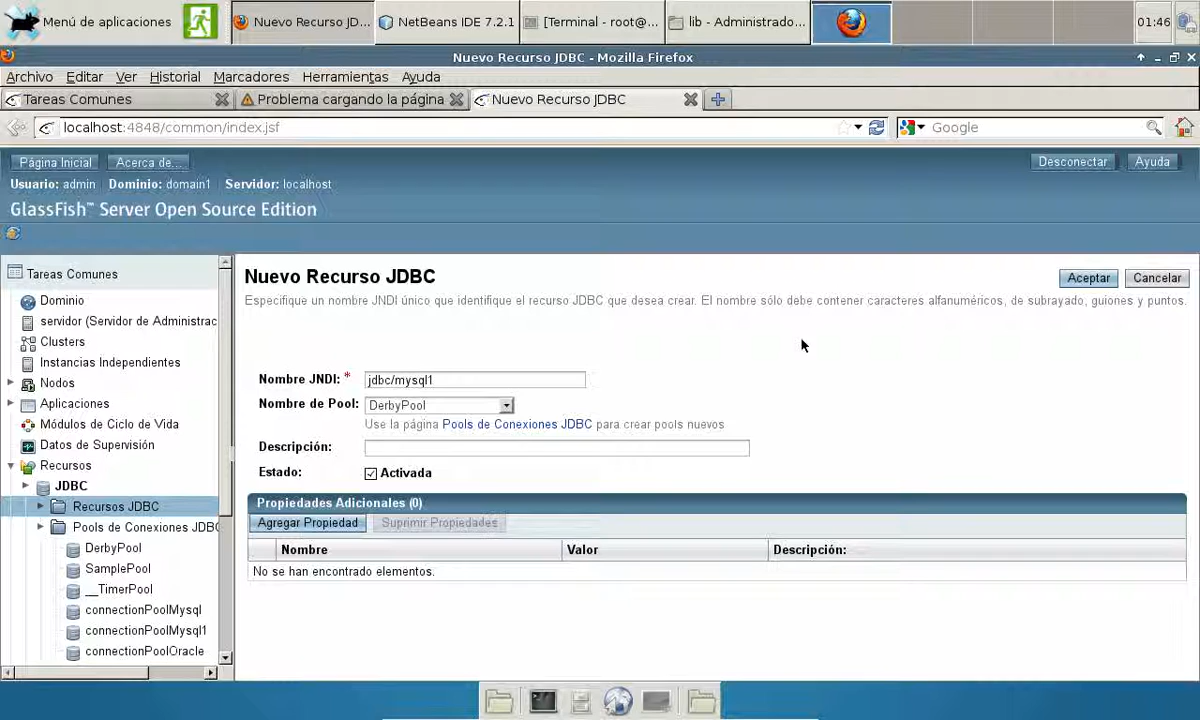 Menú de aplicaciones
Nuevo Recurso JD...
NetBeans IDE 7.2.1
[Terminal - root@...
lib - Administrado...
01:46
Nuevo Recurso JDBC - Mozilla Firefox
Archivo Editar Ver Historial Marcadores Herramientas Ayuda
Tareas Comunes
Problema cargando la página
Nuevo Recurso JDBC
localhost:4848/common/index.jsf
Google
Página Inicial
Acerca de...
Desconectar
Ayuda
Usuario: admin Dominio: domain1 Servidor: localhost
GlassFish™ Server Open Source Edition
Tareas Comunes
Dominio
servidor (Servidor de Administrac
Clusters
Instancias Independientes
Nodos
Aplicaciones
Módulos de Ciclo de Vida
Datos de Supervisión
Recursos
JDBC
Recursos JDBC
Pools de Conexiones JDBC
DerbyPool
SamplePool
__TimerPool
connectionPoolMysql
connectionPoolMysql1
connectionPoolOracle
Nuevo Recurso JDBC
Aceptar
Cancelar
Especifique un nombre JNDI único que identifique el recurso JDBC que desea crear. El nombre sólo debe contener caracteres alfanuméricos, de subrayado, guiones y puntos.
Nombre JNDI: * jdbc/mysql1
Nombre de Pool: DerbyPool
Use la página Pools de Conexiones JDBC para crear pools nuevos
Descripción:
Estado: Activada
Propiedades Adicionales (0)
Agregar Propiedad
Suprimir Propiedades
Nombre Valor Descripción:
No se han encontrado elementos.